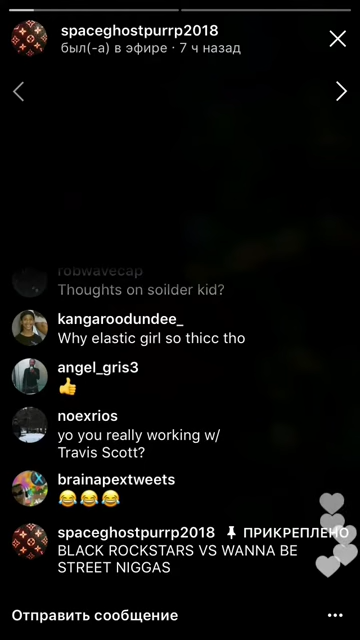 spaceghostpurrp2018
был(-а) в эфире · 7 ч назад
robwavecap
Thoughts on soilder kid?
kangaroodundee_
Why elastic girl so thicc tho
angel_gris3
👍
noexrios
yo you really working w/
Travis Scott?
brainapextweets
😂😂😂
spaceghostpurrp2018 📌 ПРИКРЕПЛЕНО
BLACK ROCKSTARS VS WANNA BE
STREET NIGGAS
Отправить сообщение